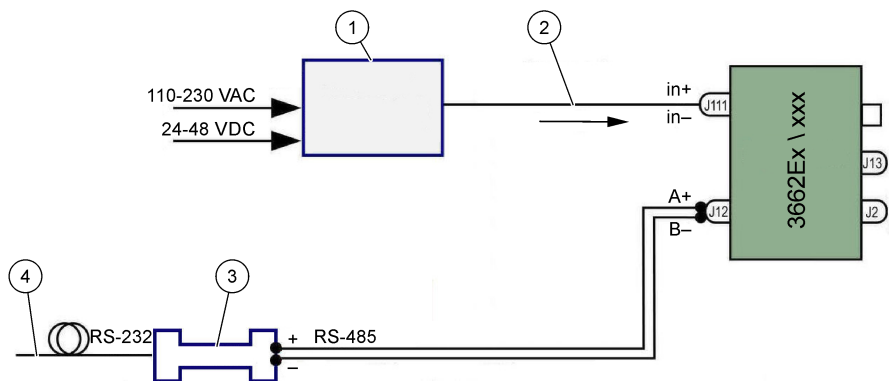 1
2
110-230 VAC
24-48 VDC
in+
in–
J111
3662Ex \ xxx
J13
J12
J2
A+
B–
4
3
RS-232
+
–
RS-485